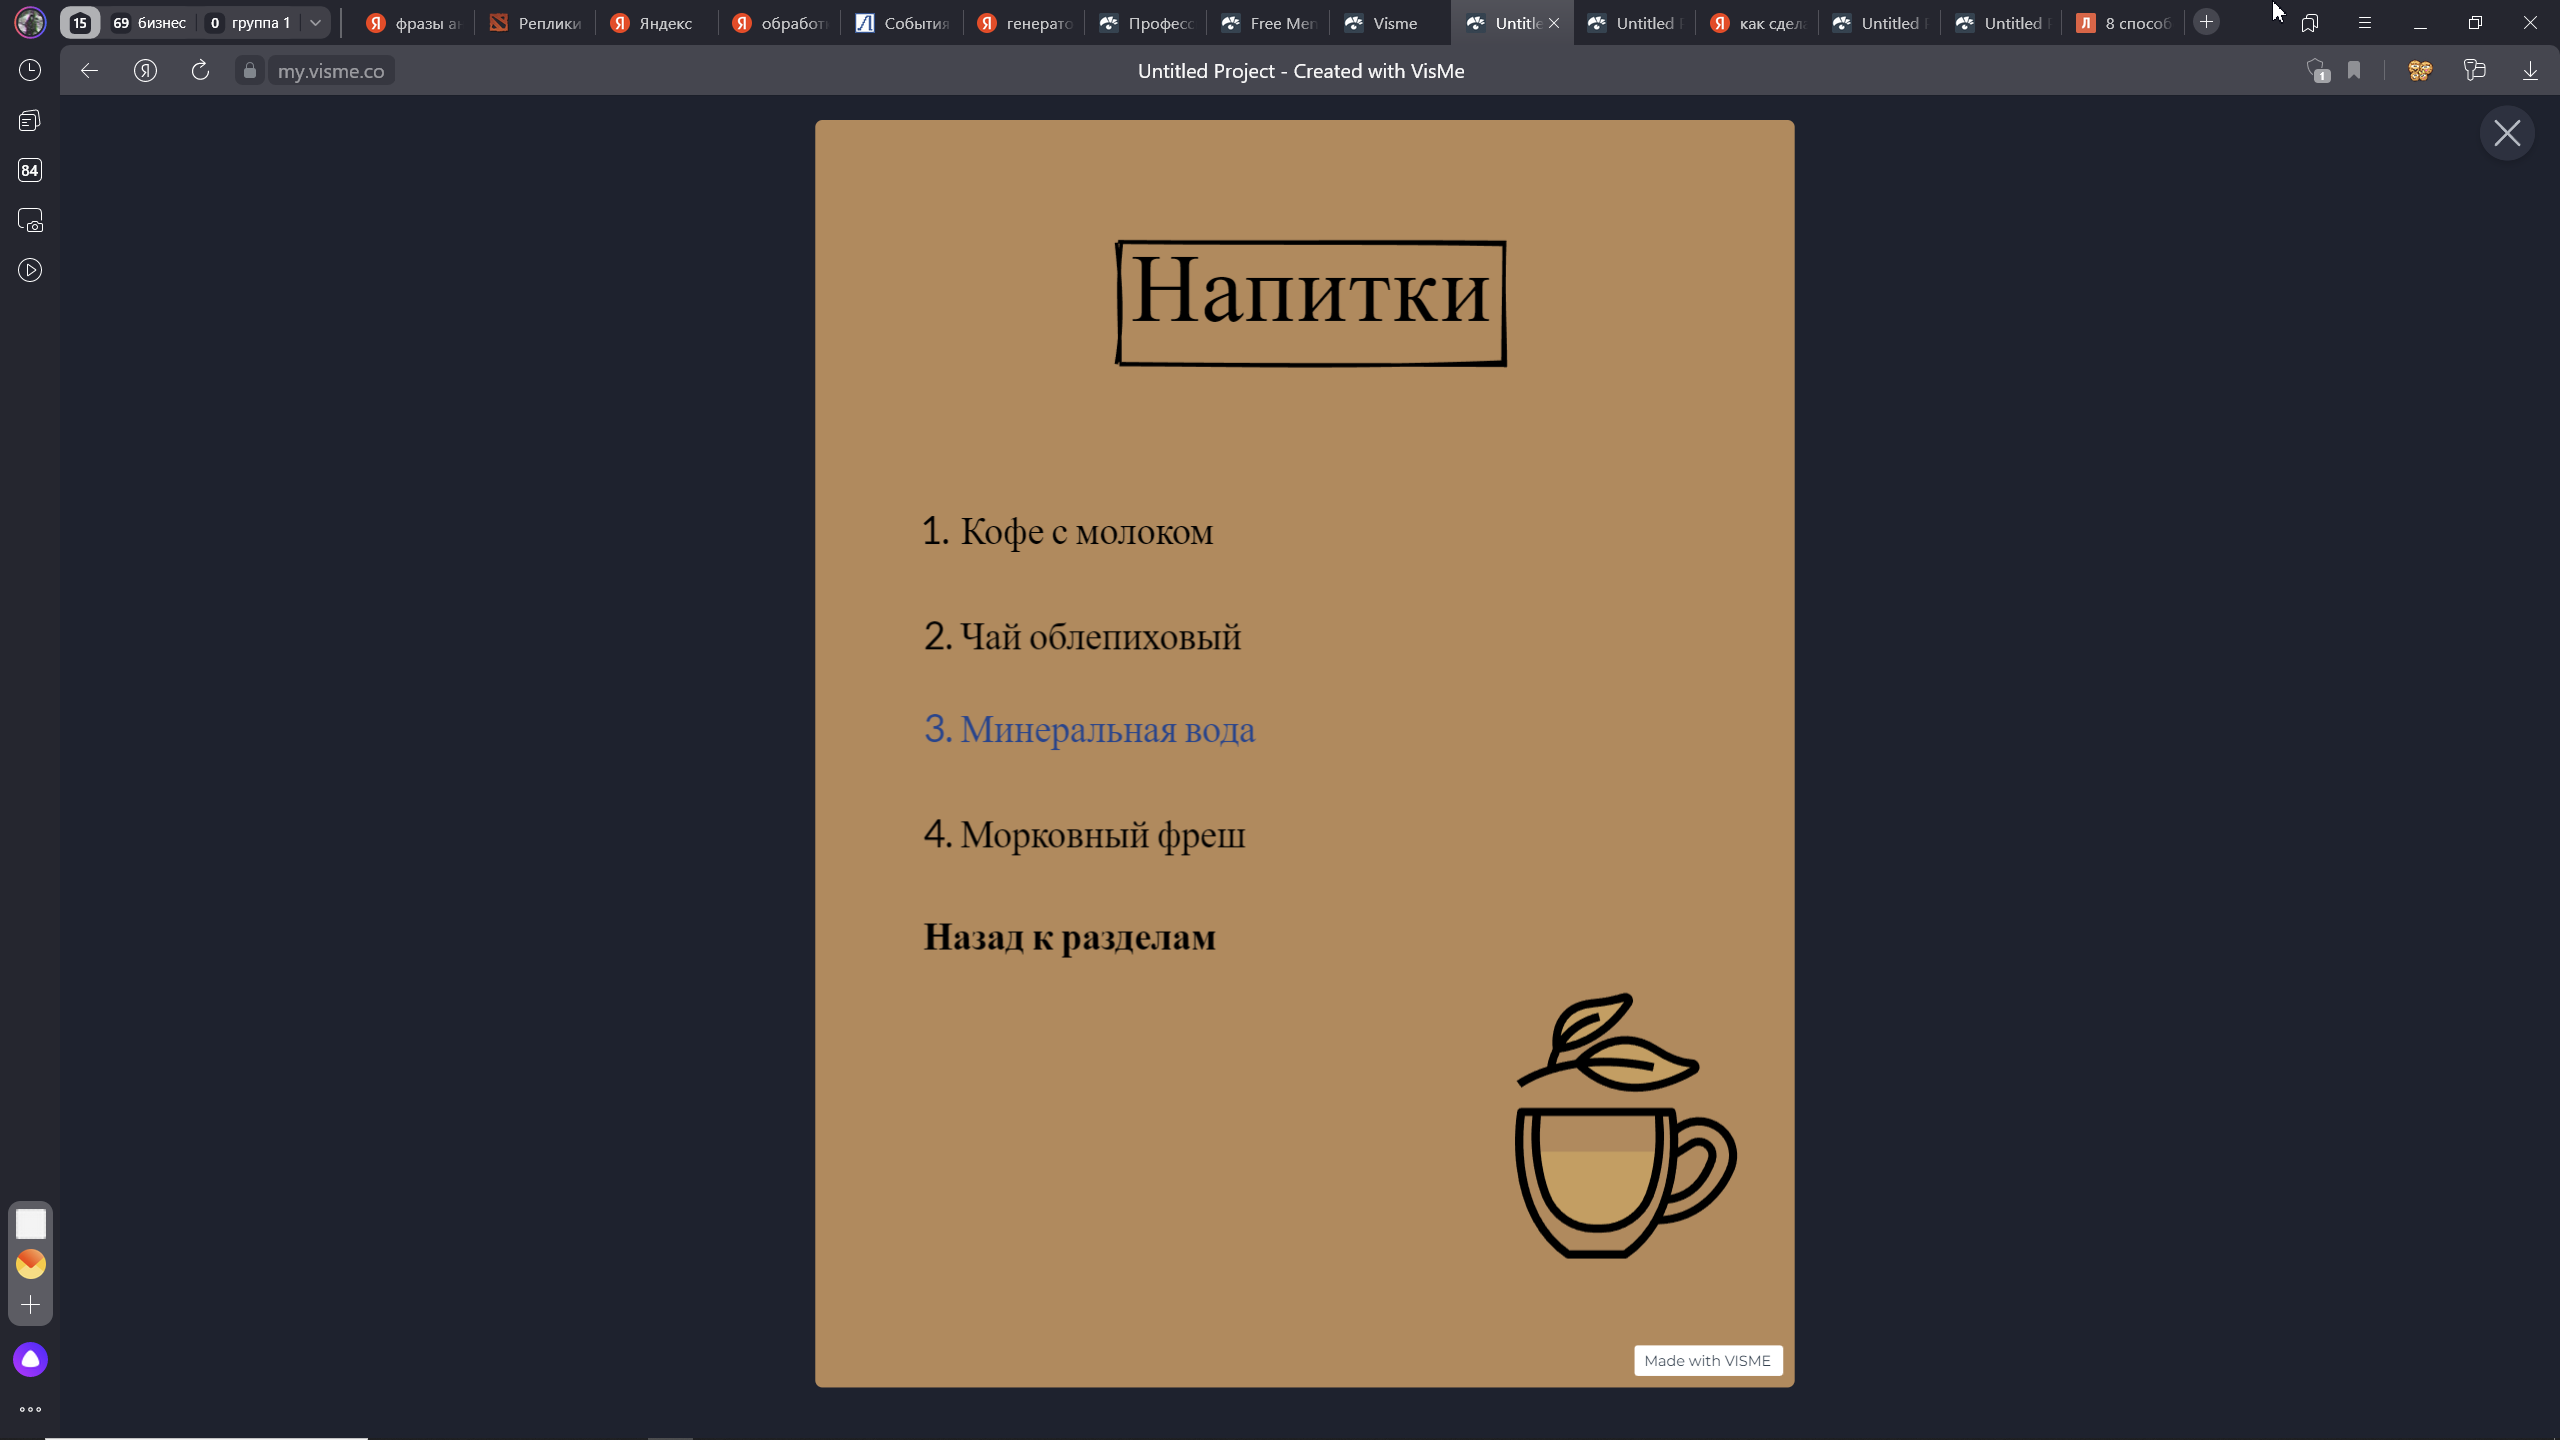 15
69 бизнес
0 группа 1
фразы ан
Реплики
Яндекс
обработ
События
генерато
Професс
Free Men
Visme
Untitle
Untitled P
как сдел
Untitled P
Untitled P
8 способ
my.visme.co
Untitled Project - Created with VisMe
1
84
Напитки
1. Кофе с молоком
2. Чай облепиховый
3. Минеральная вода
4. Морковный фреш
Назад к разделам
Made with VISME